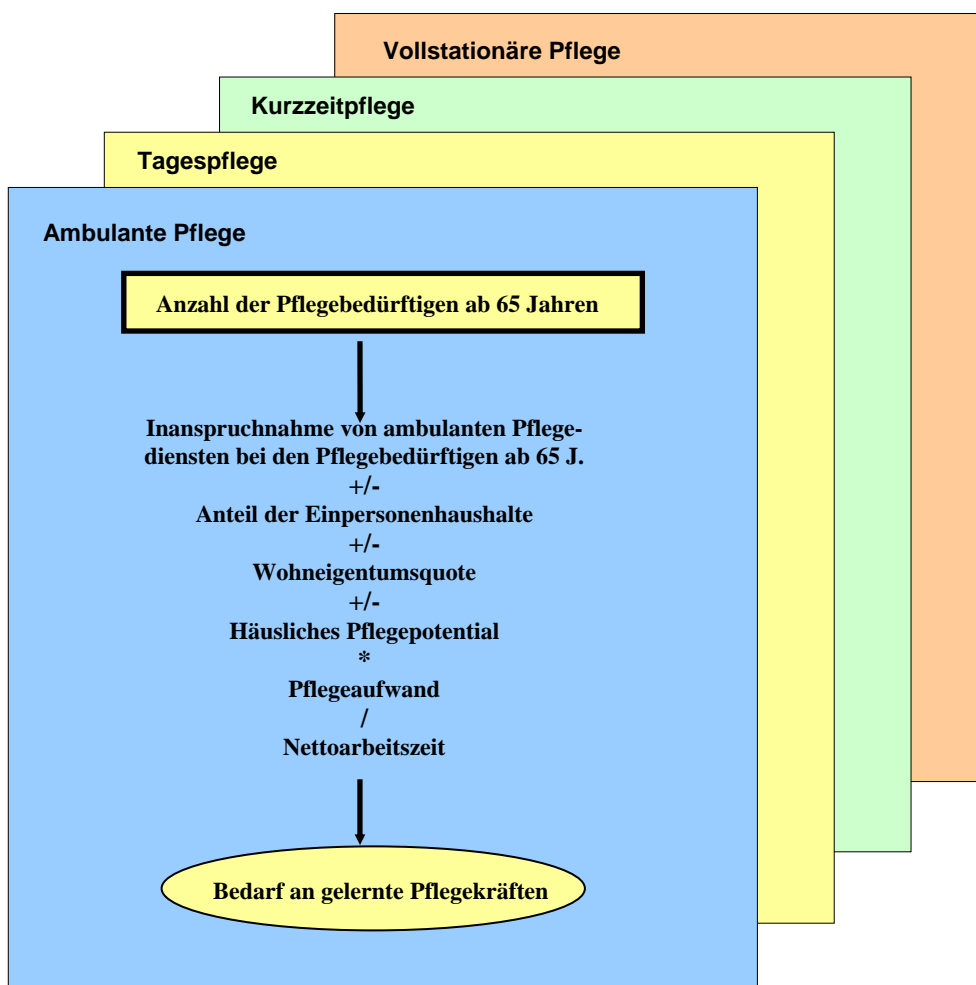 Vollstationäre Pflege
Kurzzeitpflege
Tagespflege
Ambulante Pflege
Anzahl der Pflegebedürftigen ab 65 Jahren
Inanspruchnahme von ambulanten Pflege-
diensten bei den Pflegebedürftigen ab 65 J.
+/-
Anteil der Einpersonenhaushalte
+/-
Wohneigentumsquote
+/-
Häusliches Pflegepotential
*
Pflegeaufwand
/
Nettoarbeitszeit
Bedarf an gelernte Pflegekräften